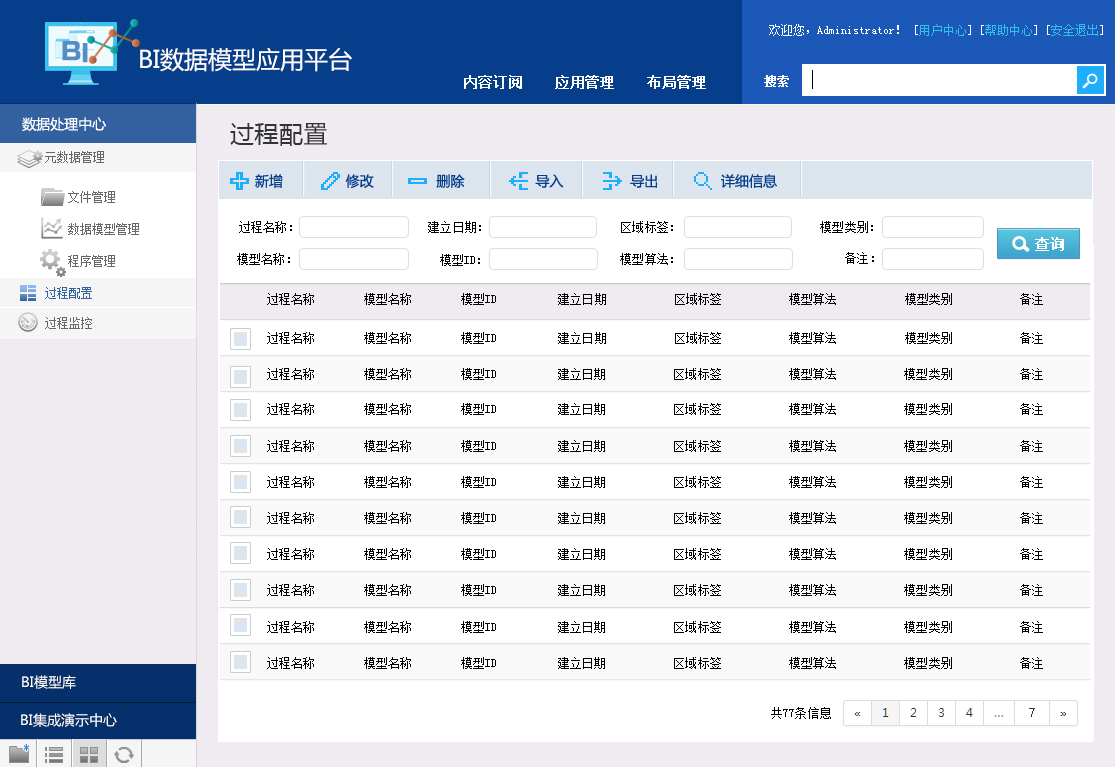 欢迎您，Administrator！ [用户中心] [帮助中心] [安全退出]
BI
BI数据模型应用平台
内容订阅 应用管理 布局管理
搜索
数据处理中心
元数据管理
文件管理
数据模型管理
程序管理
过程配置
过程监控
BI模型库
BI集成演示中心
过程配置
新增 修改 删除 导入 导出 详细信息
过程名称： 建立日期： 区域标签： 模型类别：
模型名称： 模型ID： 模型算法： 备注：
查询
过程名称 模型名称 模型ID 建立日期 区域标签 模型算法 模型类别 备注
过程名称 模型名称 模型ID 建立日期 区域标签 模型算法 模型类别 备注
过程名称 模型名称 模型ID 建立日期 区域标签 模型算法 模型类别 备注
过程名称 模型名称 模型ID 建立日期 区域标签 模型算法 模型类别 备注
过程名称 模型名称 模型ID 建立日期 区域标签 模型算法 模型类别 备注
过程名称 模型名称 模型ID 建立日期 区域标签 模型算法 模型类别 备注
过程名称 模型名称 模型ID 建立日期 区域标签 模型算法 模型类别 备注
过程名称 模型名称 模型ID 建立日期 区域标签 模型算法 模型类别 备注
过程名称 模型名称 模型ID 建立日期 区域标签 模型算法 模型类别 备注
过程名称 模型名称 模型ID 建立日期 区域标签 模型算法 模型类别 备注
过程名称 模型名称 模型ID 建立日期 区域标签 模型算法 模型类别 备注
共77条信息 « 1 2 3 4 ... 7 »